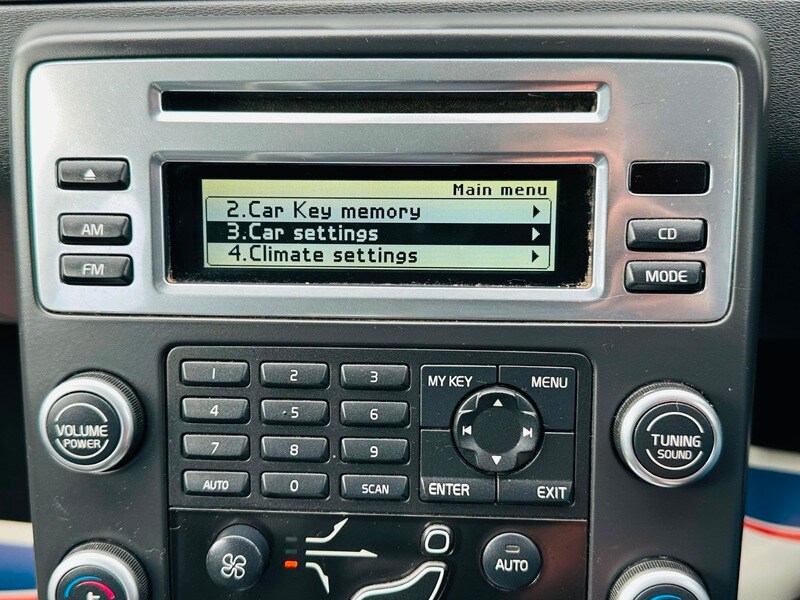 Main menu
2.Car Key memory
3.Car settings
4.Climate settings
AM
FM
CD
MODE
1 2 3
4 5 6
7 8 9
AUTO 0 SCAN
MY KEY MENU
ENTER EXIT
VOLUME
POWER
TUNING
SOUND
AUTO